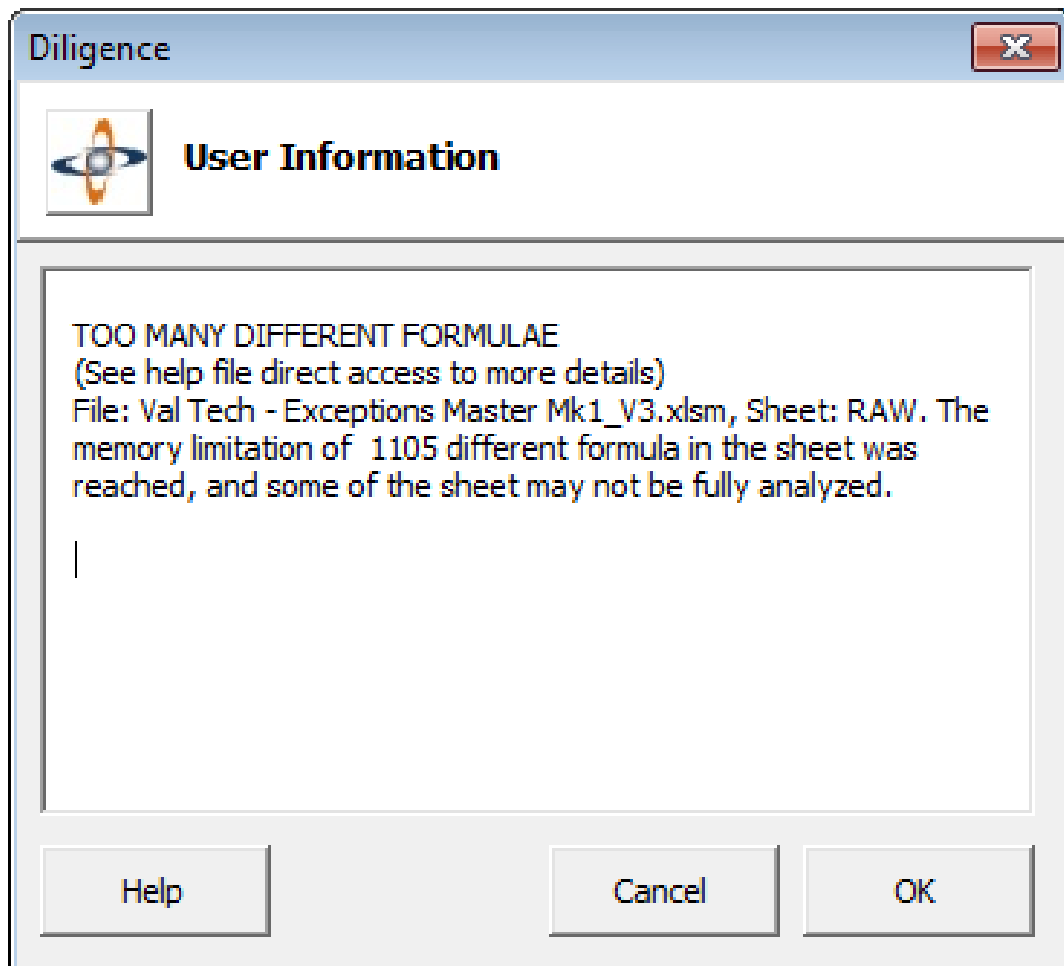 Diligence
User Information
TOO MANY DIFFERENT FORMULAE
(See help file direct access to more details)
File: Val Tech - Exceptions Master Mk1_V3.xlsm, Sheet: RAW. The
memory limitation of  1105 different formula in the sheet was
reached, and some of the sheet may not be fully analyzed.
Help
Cancel
OK